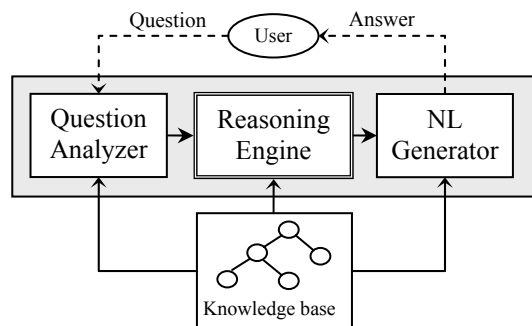 Question
User
Answer
Question
Analyzer
Reasoning
Engine
NL
Generator
Knowledge base